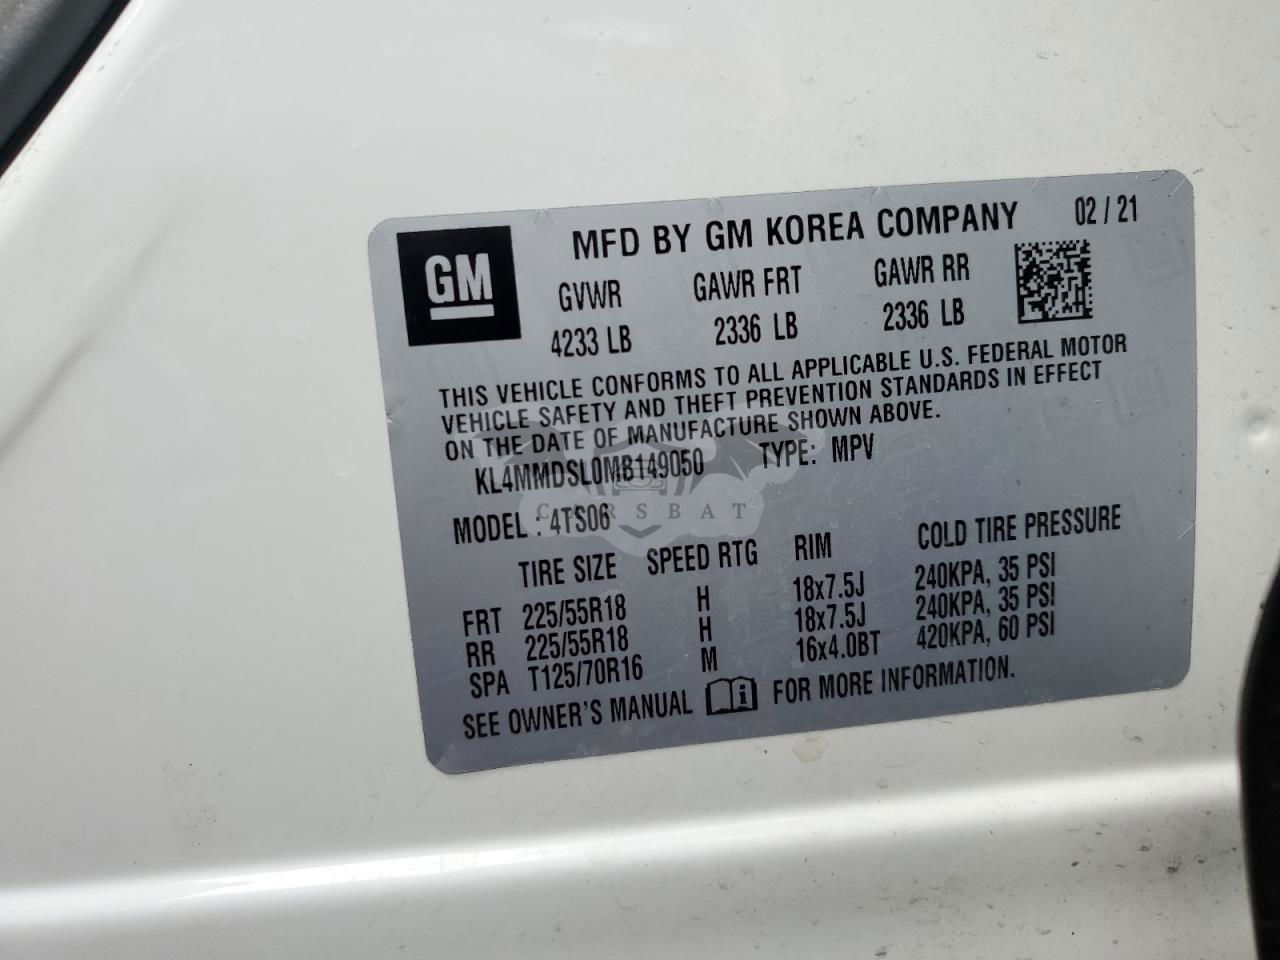 GM
MFD BY GM KOREA COMPANY 02 / 21
GVWR GAWR FRT GAWR RR
4233 LB 2336 LB 2336 LB
THIS VEHICLE CONFORMS TO ALL APPLICABLE U.S. FEDERAL MOTOR
VEHICLE SAFETY AND THEFT PREVENTION STANDARDS IN EFFECT
ON THE DATE OF MANUFACTURE SHOWN ABOVE.
KL4MMDSL0MB149050 TYPE: MPV
CARSBAT
MODEL : 4TS06
TIRE SIZE SPEED RTG RIM COLD TIRE PRESSURE
FRT 225/55R18 H 18x7.5J 240KPA, 35 PSI
RR 225/55R18 H 18x7.5J 240KPA, 35 PSI
SPA T125/70R16 M 16x4.0BT 420KPA, 60 PSI
SEE OWNER'S MANUAL i FOR MORE INFORMATION.